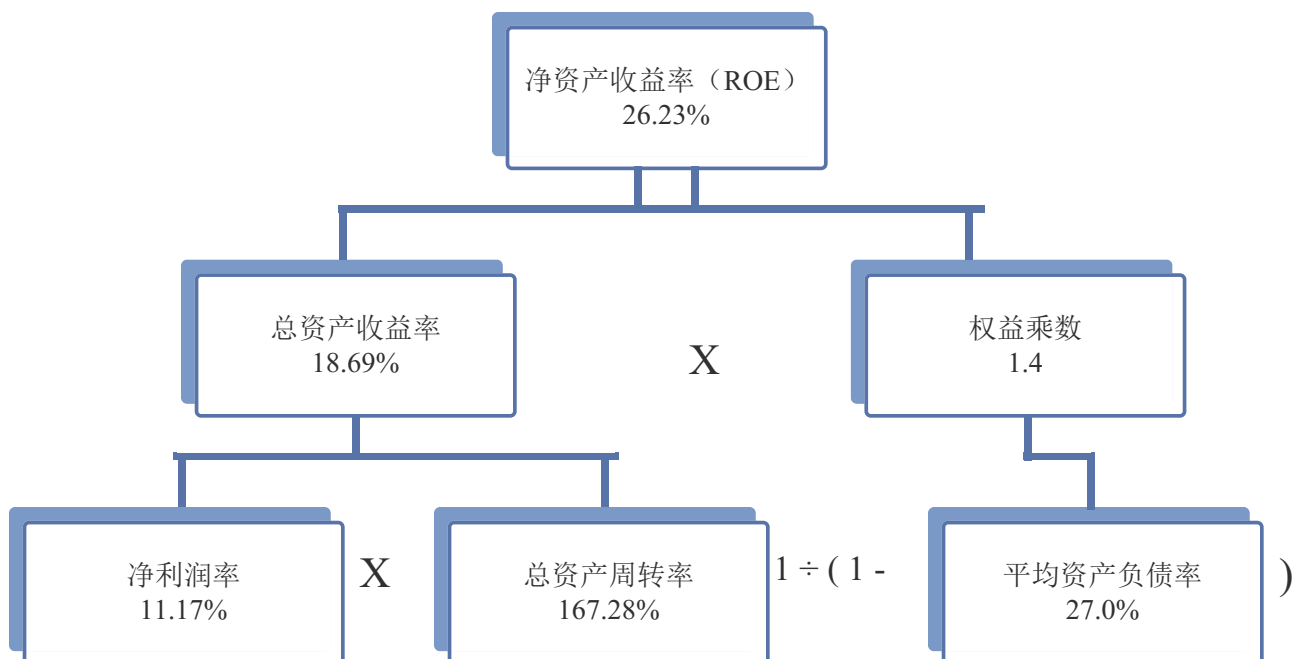 净资产收益率（ROE）
26.23%
总资产收益率
18.69%
X
权益乘数
1.4
净利润率
11.17%
X
总资产周转率
167.28%
1 ÷ ( 1 -
平均资产负债率
27.0%
)